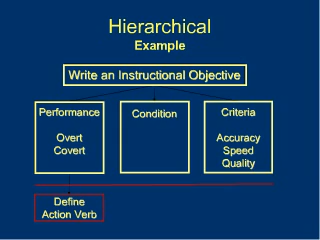 Hierarchical
Example
Write an Instructional Objective
Performance
Overt
Covert
Condition
Criteria
Accuracy
Speed
Quality
Define
Action Verb